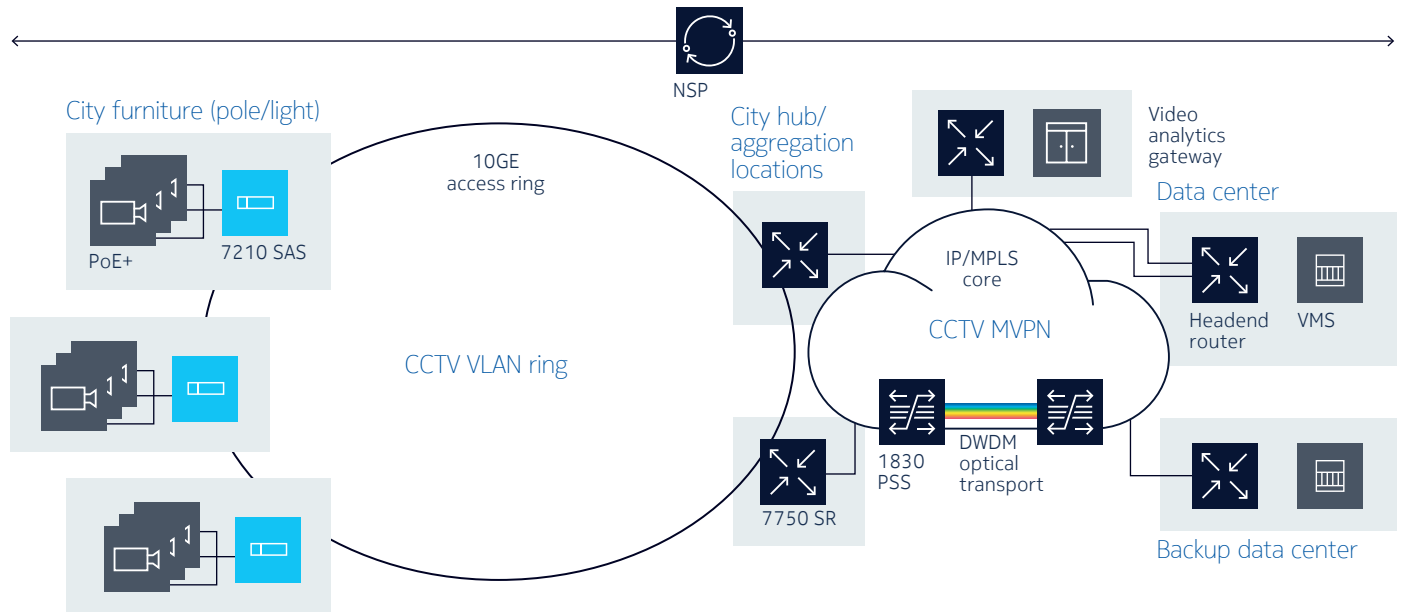 NSP
City furniture (pole/light)
PoE+
7210 SAS
10GE
access ring
CCTV VLAN ring
City hub/
aggregation
locations
7750 SR
Video
analytics
gateway
IP/MPLS
core
CCTV MVPN
1830
PSS
DWDM
optical
transport
Data center
Headend
router
VMS
Backup data center